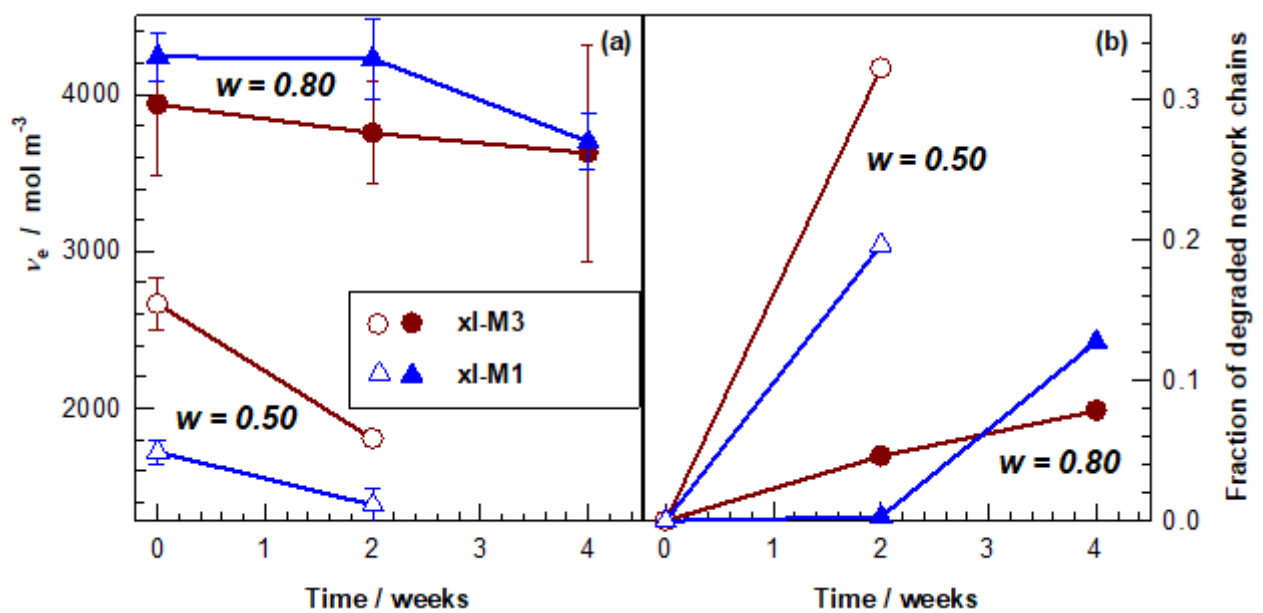 (a)
(b)
w = 0.80
4000
3000
2000
νe / mol m⁻³
w = 0.50
xl-M3
xl-M1
0 1 2 3 4
Time / weeks
w = 0.50
w = 0.80
0.3
0.2
0.1
0.0
Fraction of degraded network chains
0 1 2 3 4
Time / weeks